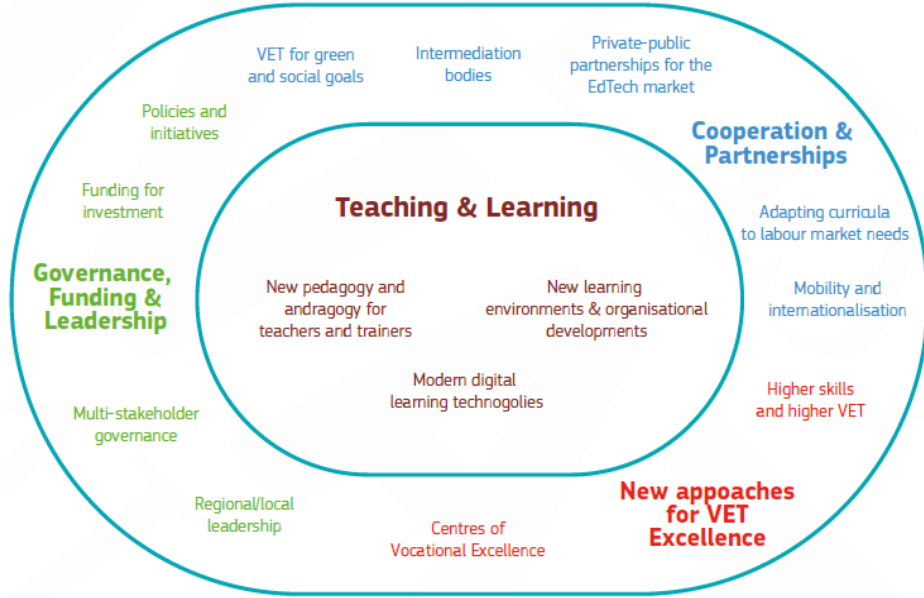 VET for green
and social goals
Intermediation
bodies
Private-public
partnerships for the
EdTech market
Policies and
initiatives
Cooperation &
Partnerships
Funding for
investment
Teaching & Learning
Adapting curricula
to labour market needs
Governance,
Funding &
Leadership
New pedagogy and
andragogy for
teachers and trainers
New learning
environments & organisational
developments
Mobility and
internationalisation
Modern digital
learning technogolies
Higher skills
and higher VET
Multi-stakeholder
governance
Regional/local
leadership
Centres of
Vocational Excellence
New appoaches
for VET
Excellence